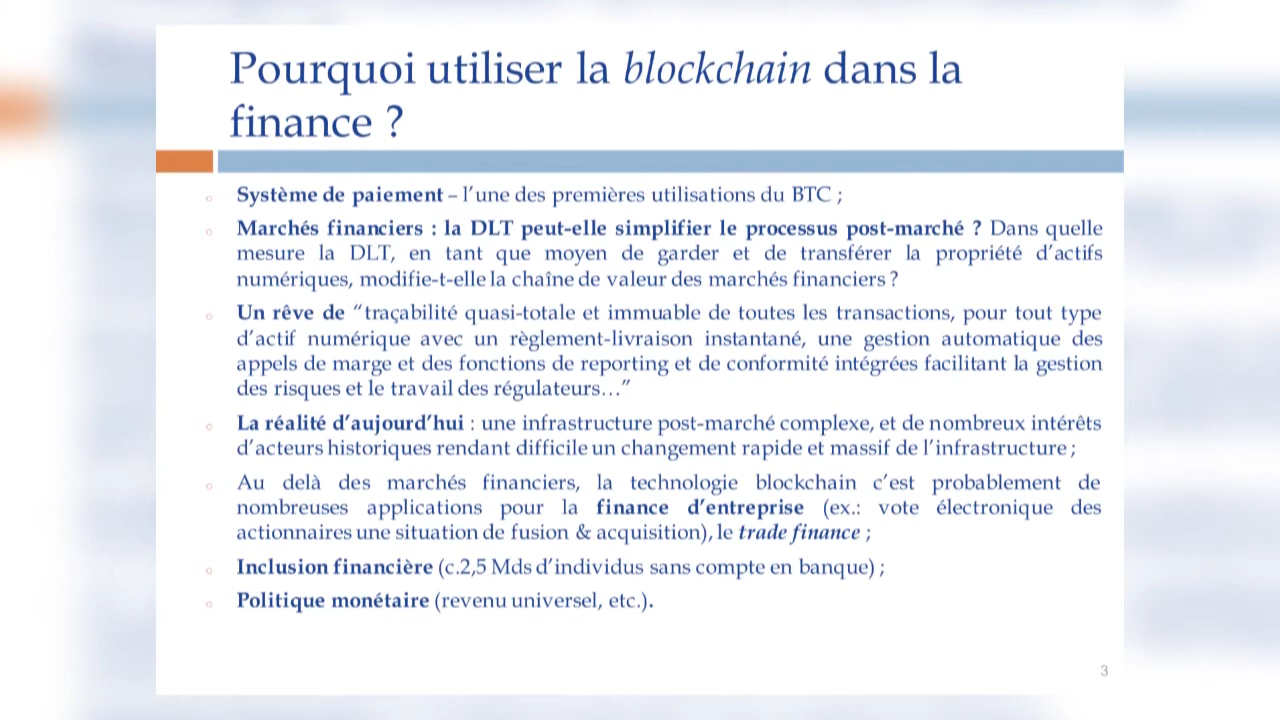 Pourquoi utiliser la blockchain dans la
finance ?
Système de paiement – l’une des premières utilisations du BTC ;
Marchés financiers : la DLT peut-elle simplifier le processus post-marché ? Dans quelle
mesure la DLT, en tant que moyen de garder et de transférer la propriété d’actifs
numériques, modifie-t-elle la chaîne de valeur des marchés financiers ?
Un rêve de “traçabilité quasi-totale et immuable de toutes les transactions, pour tout type
d’actif numérique avec un règlement-livraison instantané, une gestion automatique des
appels de marge et des fonctions de reporting et de conformité intégrées facilitant la gestion
des risques et le travail des régulateurs…”
La réalité d’aujourd’hui : une infrastructure post-marché complexe, et de nombreux intérêts
d’acteurs historiques rendant difficile un changement rapide et massif de l’infrastructure ;
Au delà des marchés financiers, la technologie blockchain c’est probablement de
nombreuses applications pour la finance d’entreprise (ex.: vote électronique des
actionnaires une situation de fusion & acquisition), le trade finance ;
Inclusion financière (c.2,5 Mds d’individus sans compte en banque) ;
Politique monétaire (revenu universel, etc.).
3